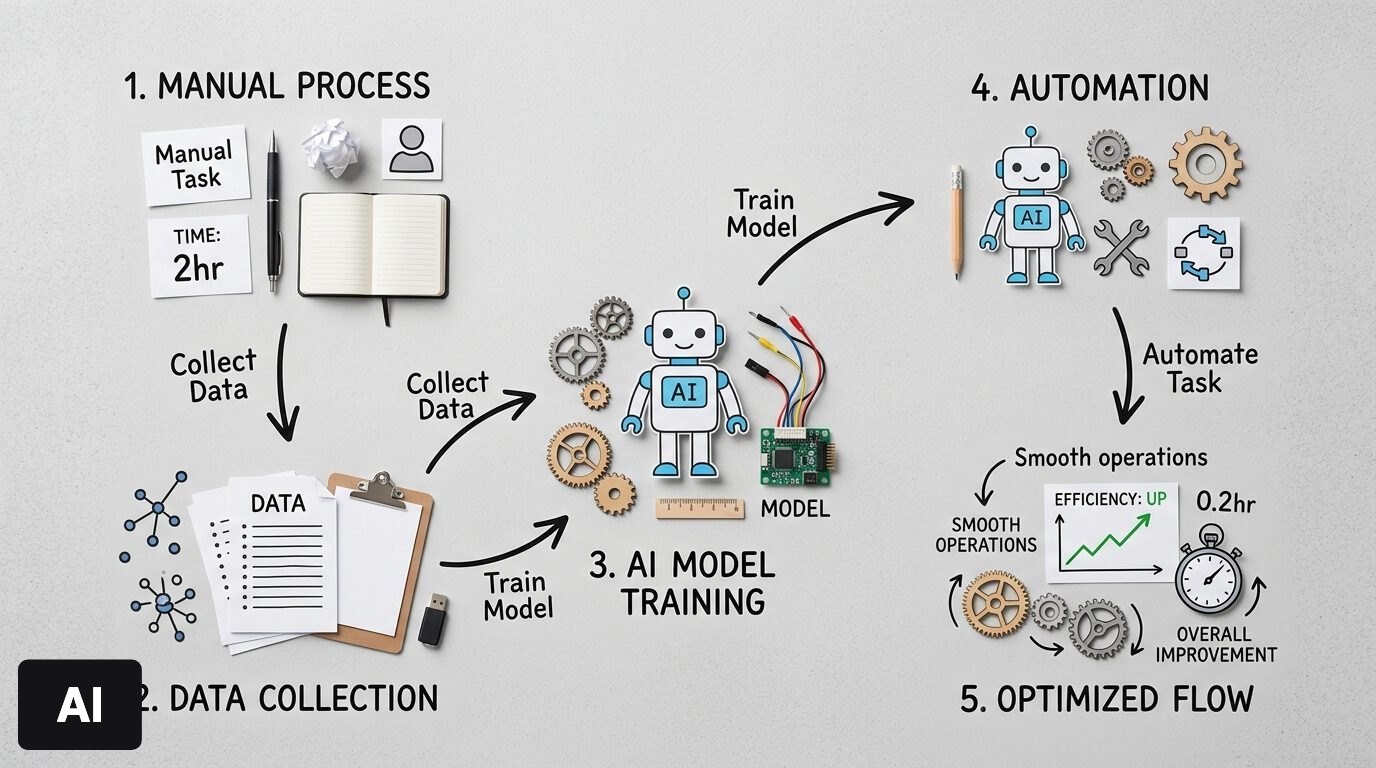 1. MANUAL PROCESS
Manual
Task
TIME:
2hr
Collect
Data
Collect
Data
DATA
Train
Model
2. DATA COLLECTION
AI
AI
MODEL
3. AI MODEL
TRAINING
Train
Model
4. AUTOMATION
AI
Automate
Task
Smooth operations
SMOOTH
OPERATIONS
EFFICIENCY: UP
0.2hr
OVERALL
IMPROVEMENT
5. OPTIMIZED FLOW